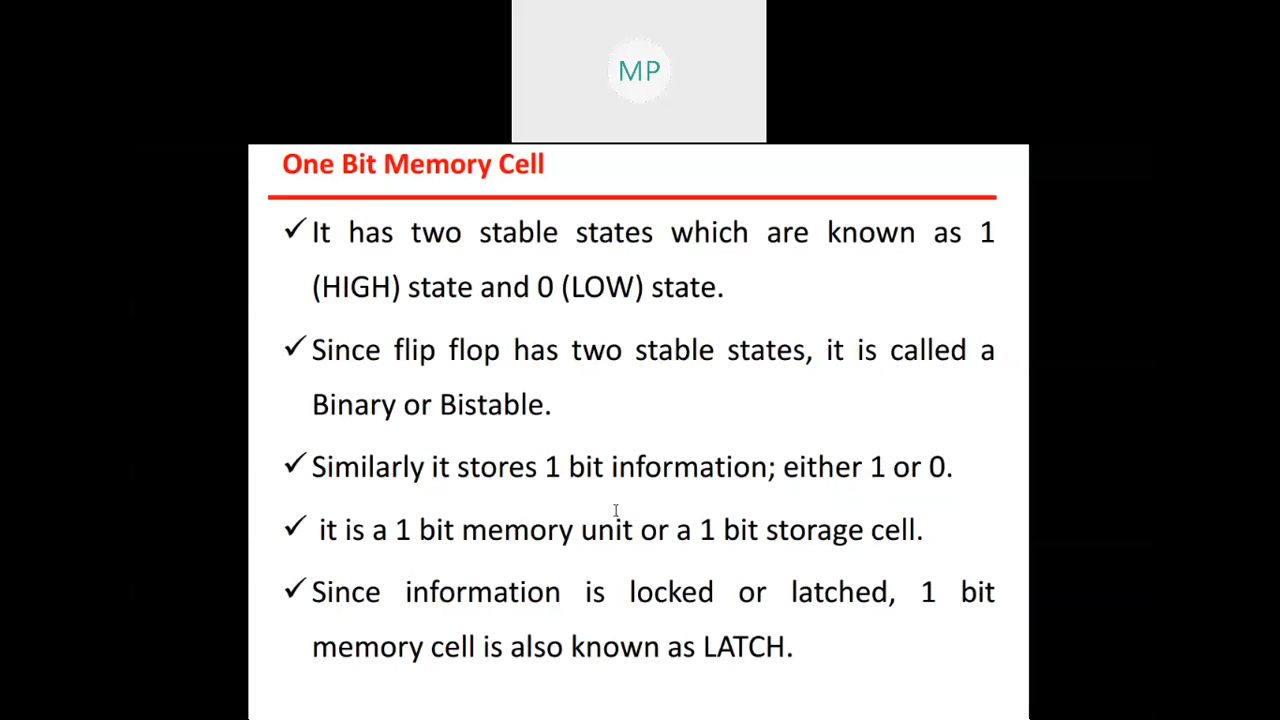 MP
One Bit Memory Cell
✓ It has two stable states which are known as 1
(HIGH) state and 0 (LOW) state.
✓ Since flip flop has two stable states, it is called a
Binary or Bistable.
✓ Similarly it stores 1 bit information; either 1 or 0.
✓ it is a 1 bit memory unit or a 1 bit storage cell.
✓ Since information is locked or latched, 1 bit
memory cell is also known as LATCH.